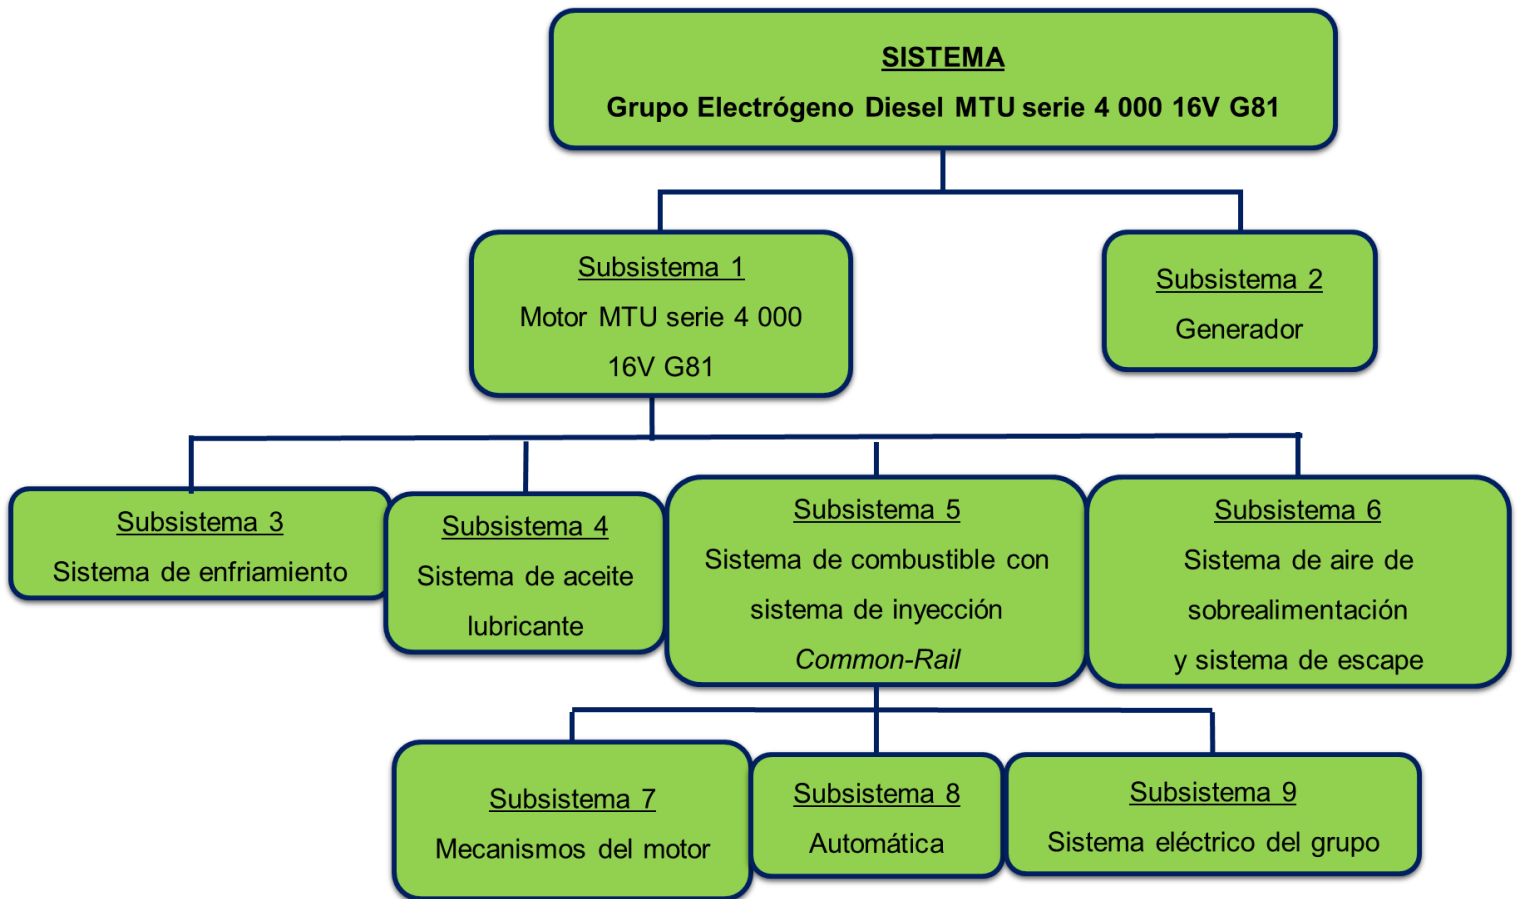 SISTEMA
Grupo Electrógeno Diesel MTU serie 4 000 16V G81
Subsistema 1
Motor MTU serie 4 000
16V G81
Subsistema 2
Generador
Subsistema 3
Sistema de enfriamiento
Subsistema 4
Sistema de aceite
lubricante
Subsistema 5
Sistema de combustible con
sistema de inyección
Common-Rail
Subsistema 6
Sistema de aire de
sobrealimentación
y sistema de escape
Subsistema 7
Mecanismos del motor
Subsistema 8
Automática
Subsistema 9
Sistema eléctrico del grupo